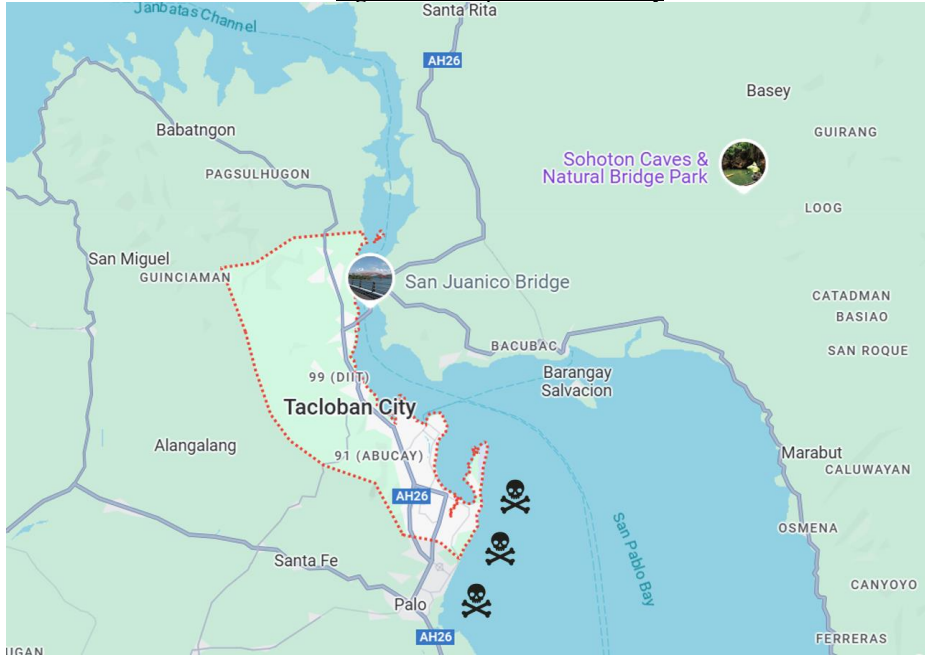 Janbatas Channel
Santa Rita
AH26
Basey
Babatngon
GUIRANG
Sohoton Caves &
Natural Bridge Park
PAGSULHUGON
LOOG
San Miguel
GUINCIAMAN
San Juanico Bridge
CATADMAN
BASIAO
BACUBAC
SAN ROQUE
99 (DIIT)
Barangay
Salvacion
Tacloban City
Alangalang
91 (ABUCAY)
Marabut
CALUWAYAN
AH26
OSMENA
San Pablo Bay
Santa Fe
CANYOYO
Palo
AH26
FERRERAS
UGAN